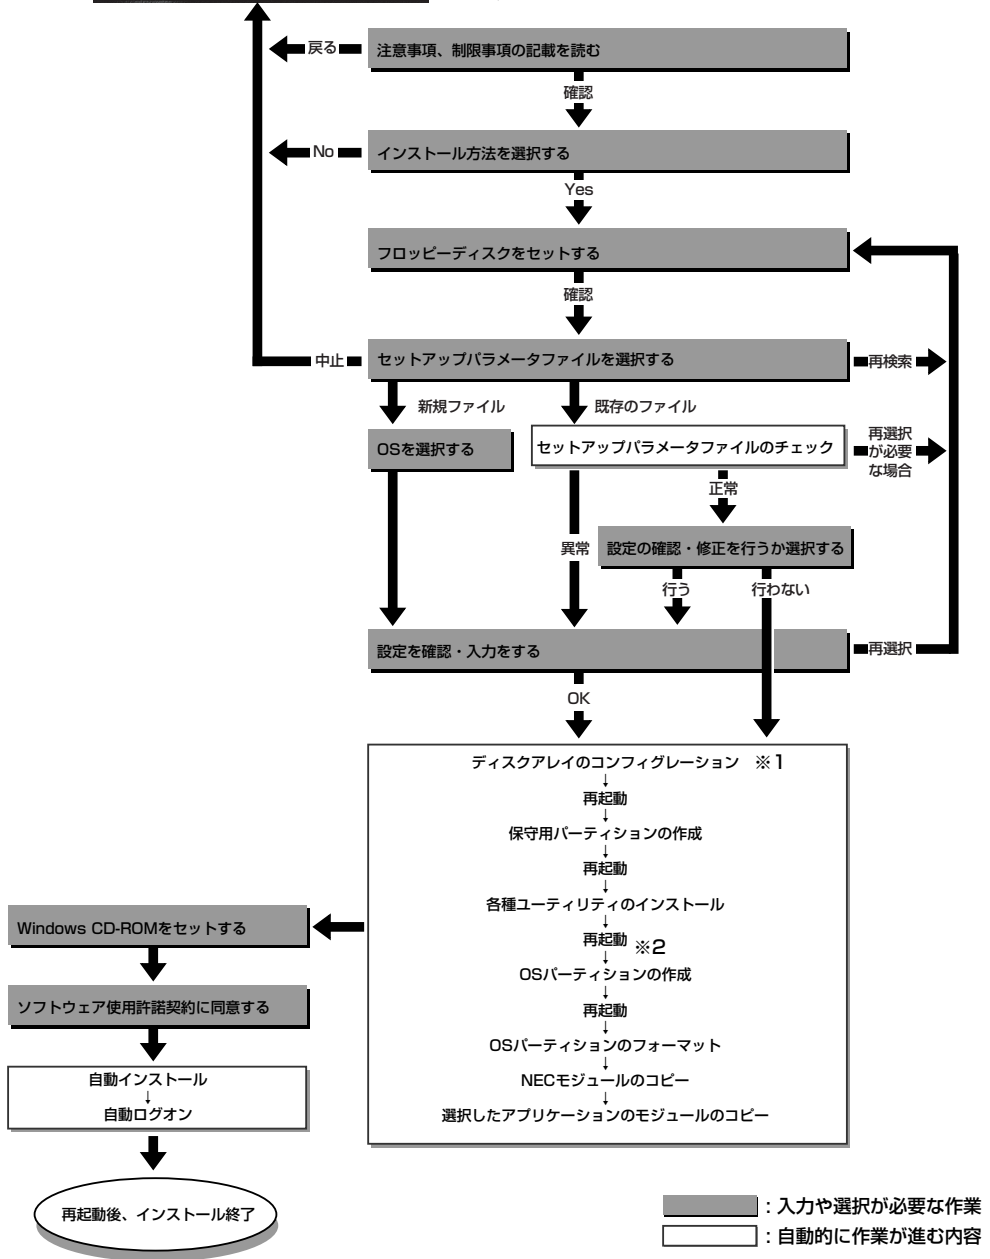 戻る
注意事項、制限事項の記載を読む
確認
No
インストール方法を選択する
Yes
フロッピーディスクをセットする
確認
中止
セットアップパラメータファイルを選択する
再検索
新規ファイル
既存のファイル
OSを選択する
セットアップパラメータファイルのチェック
再選択
が必要
な場合
正常
異常
設定の確認・修正を行うか選択する
行う
行わない
設定を確認・入力をする
再選択
OK
ディスクアレイのコンフィグレーション ※1
↓
再起動
↓
保守用パーティションの作成
↓
再起動
↓
各種ユーティリティのインストール
↓
再起動 ※2
↓
OSパーティションの作成
↓
再起動
↓
OSパーティションのフォーマット
↓
NECモジュールのコピー
↓
選択したアプリケーションのモジュールのコピー
Windows CD-ROMをセットする
ソフトウェア使用許諾契約に同意する
自動インストール
↓
自動ログオン
再起動後、インストール終了
：入力や選択が必要な作業
：自動的に作業が進む内容